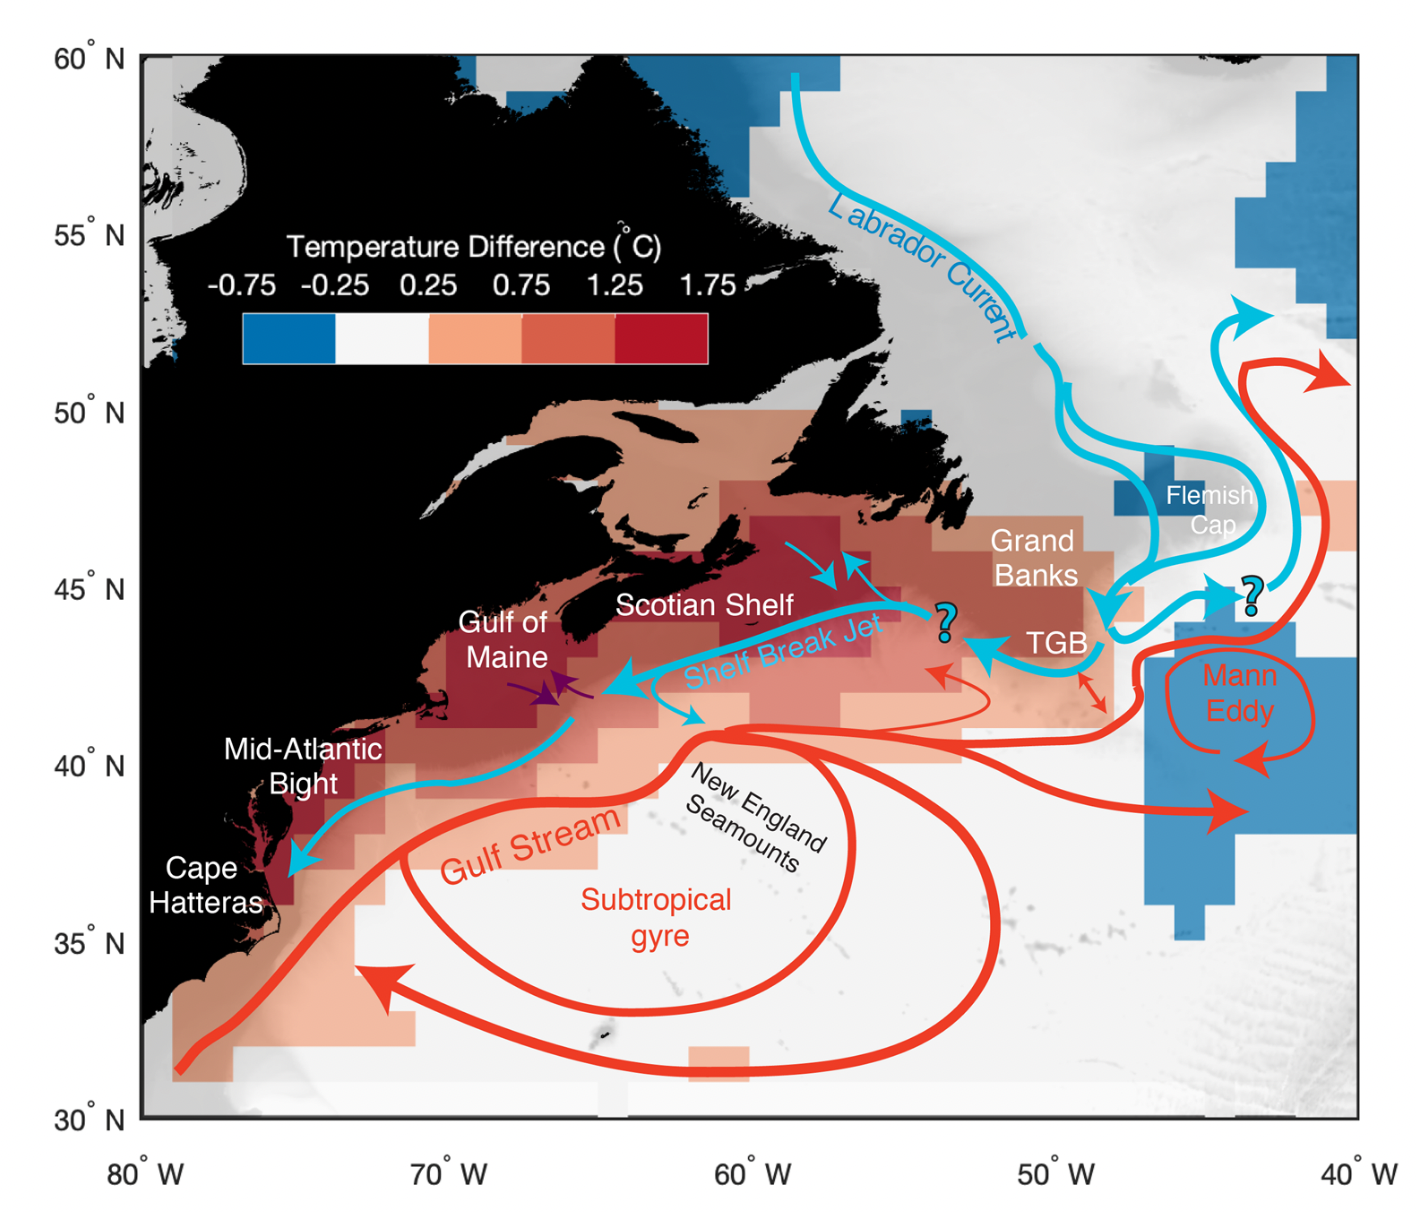 60° N
55° N
50° N
45° N
40° N
35° N
30° N
80° W
70° W
60° W
50° W
40° W
Temperature Difference (°C)
-0.75 -0.25 0.25 0.75 1.25 1.75
Labrador Current
Flemish
Cap
Grand
Banks
?
?
TGB
Scotian Shelf
Gulf of
Maine
Shelf Break Jet
Mann
Eddy
Mid-Atlantic
Bight
New England
Seamounts
Gulf Stream
Cape
Hatteras
Subtropical
gyre